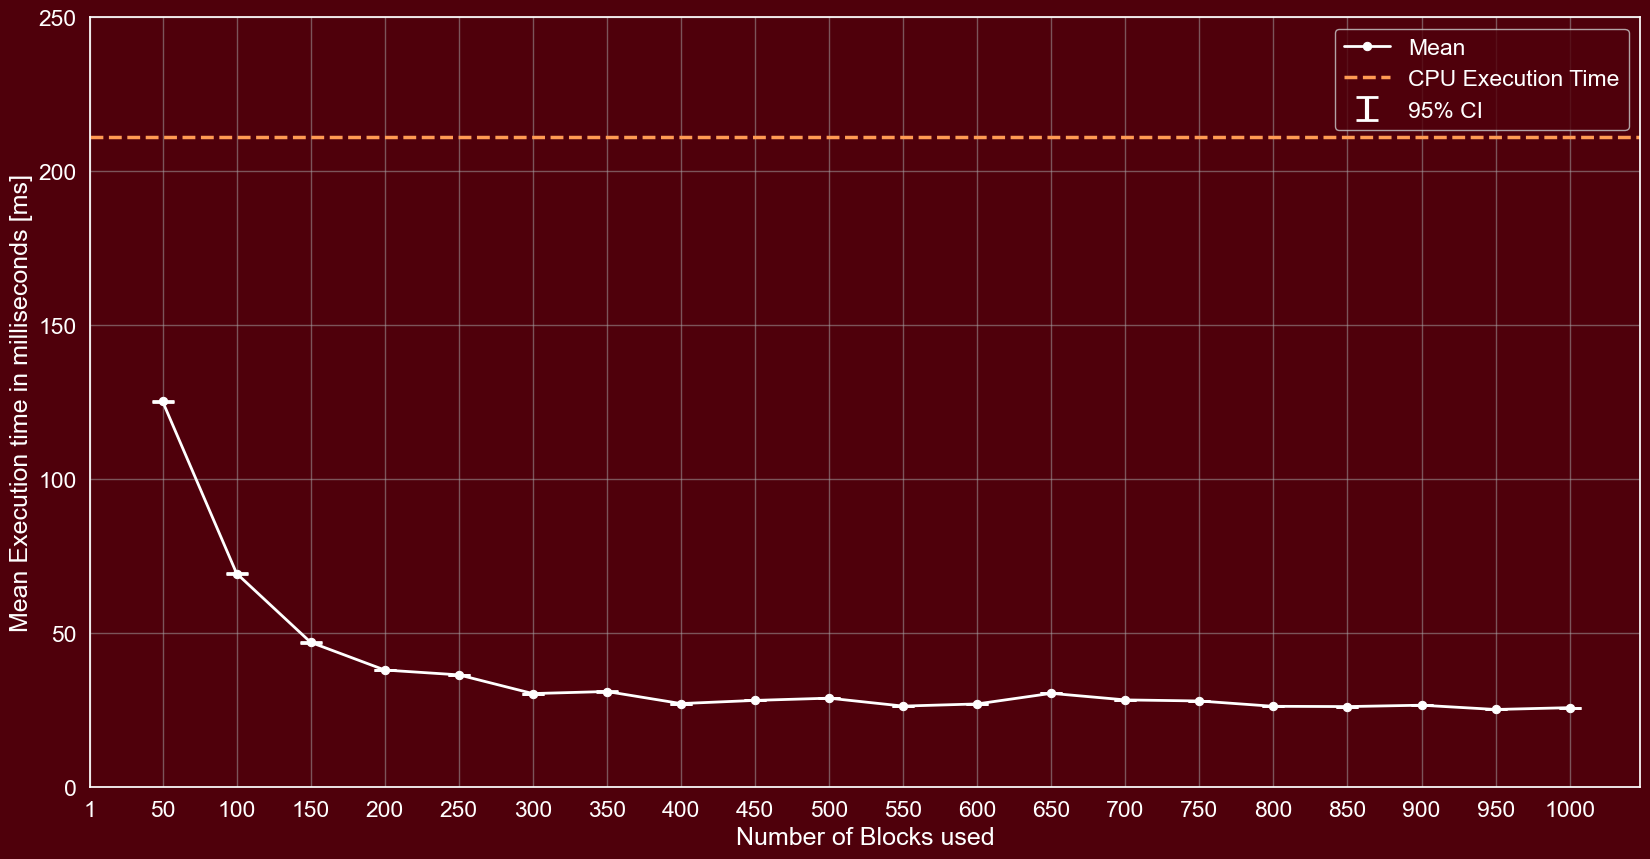 Mean
CPU Execution Time
95% CI
Mean Execution time in milliseconds [ms]
250
200
150
100
50
0
1 50 100 150 200 250 300 350 400 450 500 550 600 650 700 750 800 850 900 950 1000
Number of Blocks used